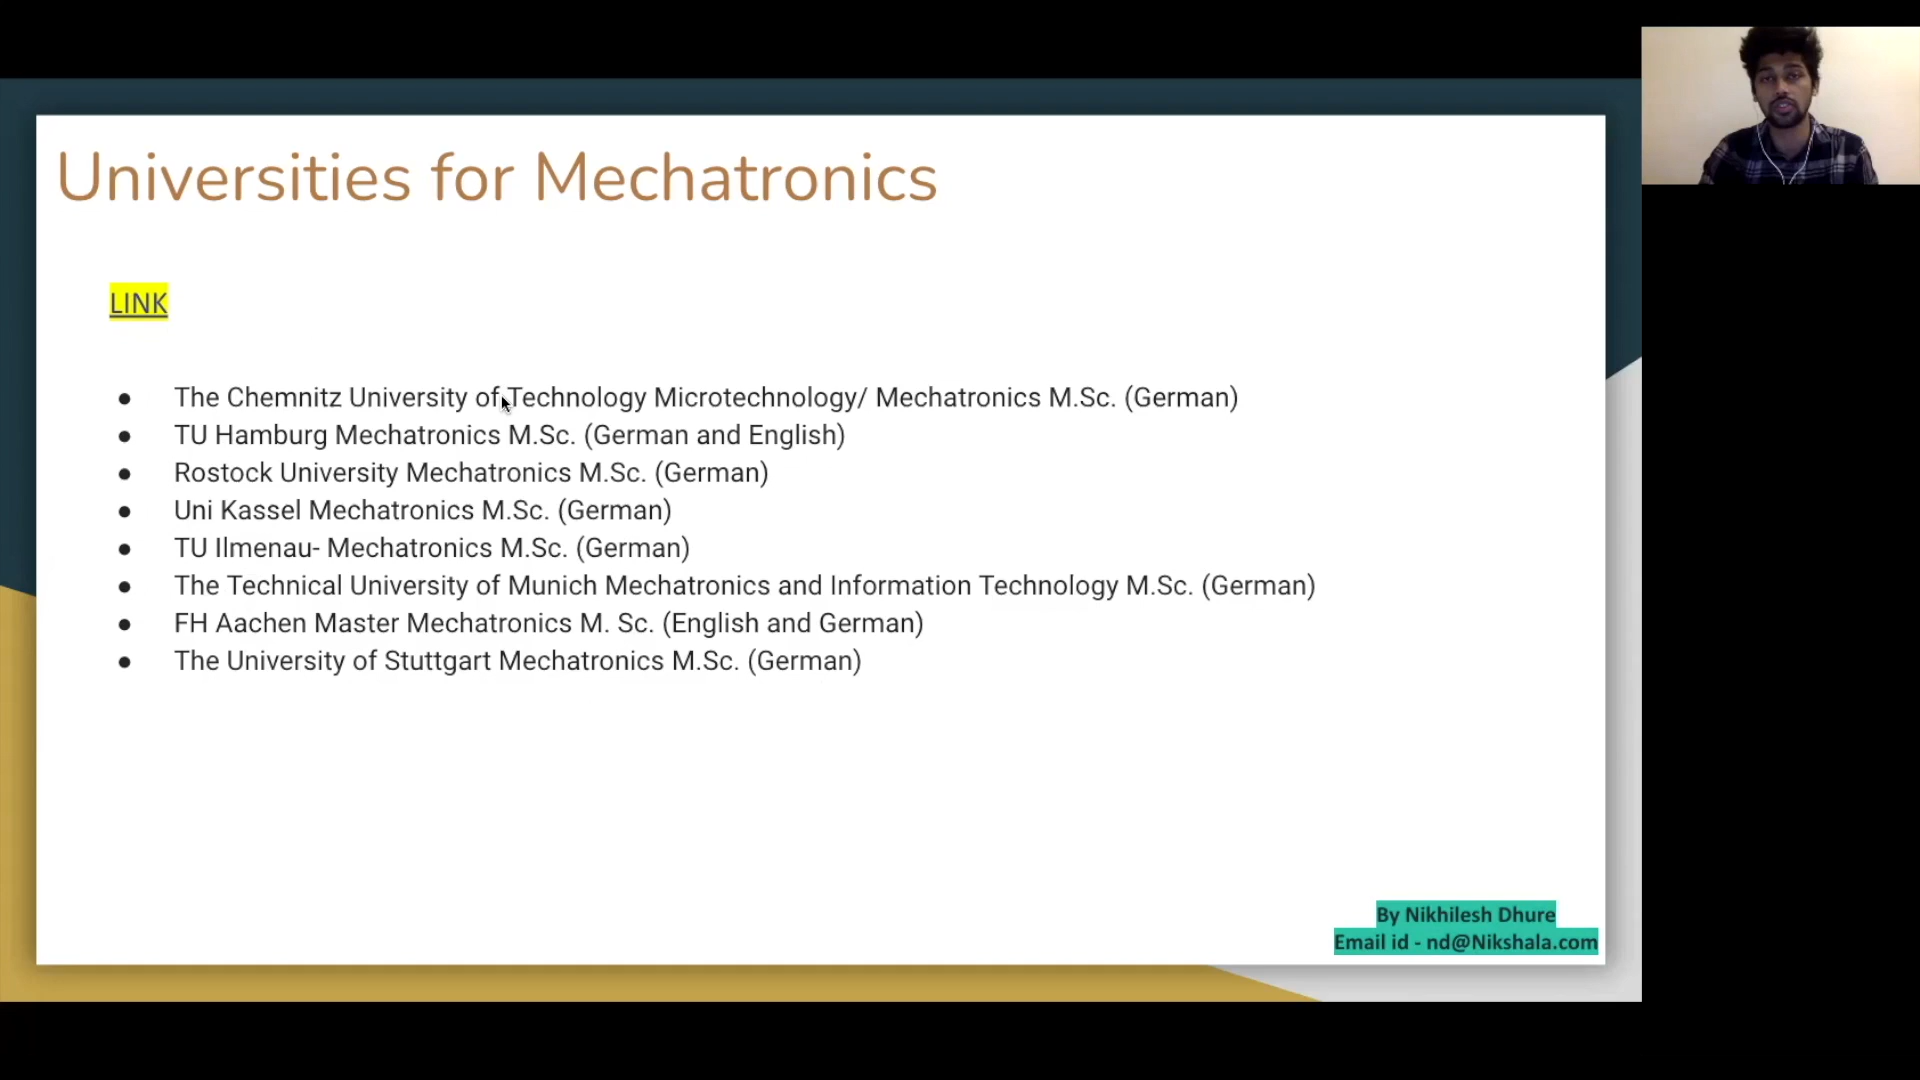 Universities for Mechatronics
LINK
● The Chemnitz University of Technology Microtechnology/ Mechatronics M.Sc. (German)
● TU Hamburg Mechatronics M.Sc. (German and English)
● Rostock University Mechatronics M.Sc. (German)
● Uni Kassel Mechatronics M.Sc. (German)
● TU Ilmenau- Mechatronics M.Sc. (German)
● The Technical University of Munich Mechatronics and Information Technology M.Sc. (German)
● FH Aachen Master Mechatronics M. Sc. (English and German)
● The University of Stuttgart Mechatronics M.Sc. (German)
By Nikhilesh Dhure
Email id - nd@Nikshala.com